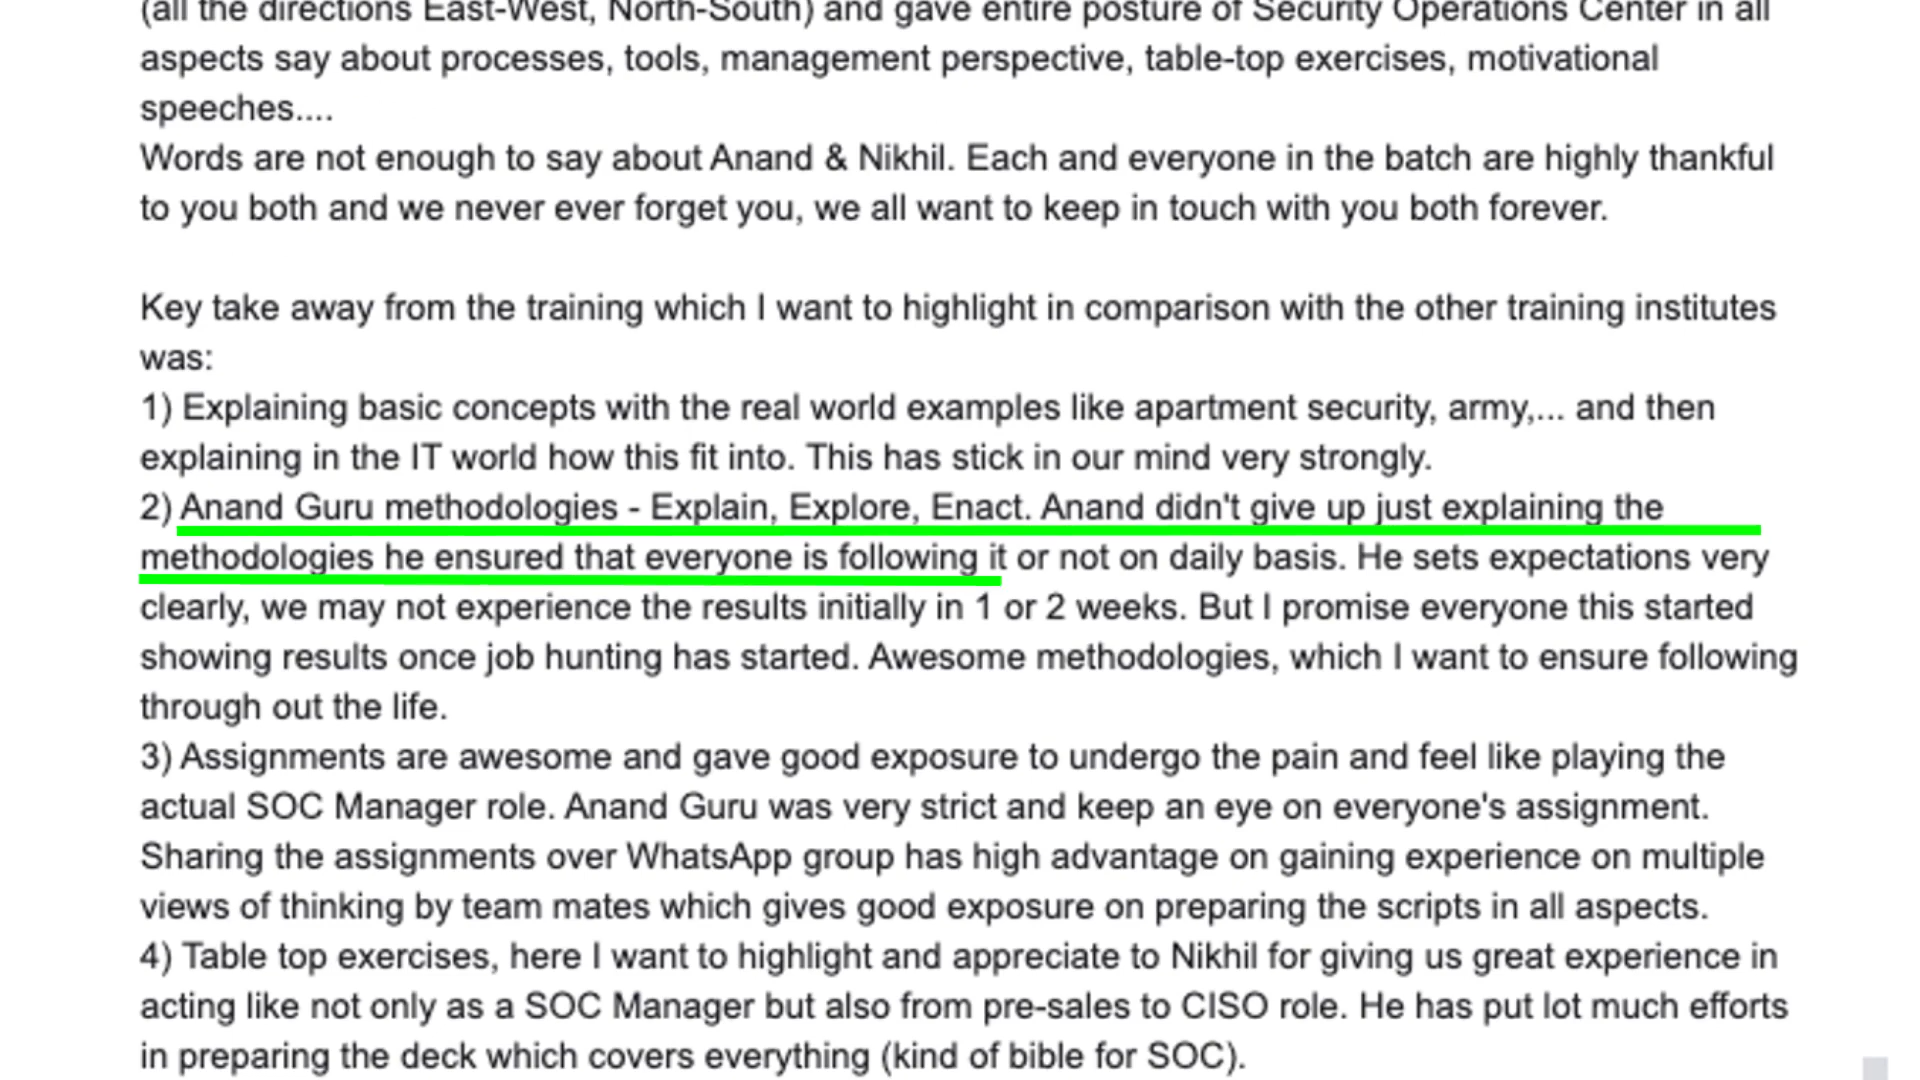 (all the directions East-West, North-South) and gave entire posture of Security Operations Center in all
aspects say about processes, tools, management perspective, table-top exercises, motivational
speeches....
Words are not enough to say about Anand & Nikhil. Each and everyone in the batch are highly thankful
to you both and we never ever forget you, we all want to keep in touch with you both forever.
Key take away from the training which I want to highlight in comparison with the other training institutes
was:
1) Explaining basic concepts with the real world examples like apartment security, army,... and then
explaining in the IT world how this fit into. This has stick in our mind very strongly.
2) Anand Guru methodologies - Explain, Explore, Enact. Anand didn't give up just explaining the
methodologies he ensured that everyone is following it or not on daily basis. He sets expectations very
clearly, we may not experience the results initially in 1 or 2 weeks. But I promise everyone this started
showing results once job hunting has started. Awesome methodologies, which I want to ensure following
through out the life.
3) Assignments are awesome and gave good exposure to undergo the pain and feel like playing the
actual SOC Manager role. Anand Guru was very strict and keep an eye on everyone's assignment.
Sharing the assignments over WhatsApp group has high advantage on gaining experience on multiple
views of thinking by team mates which gives good exposure on preparing the scripts in all aspects.
4) Table top exercises, here I want to highlight and appreciate to Nikhil for giving us great experience in
acting like not only as a SOC Manager but also from pre-sales to CISO role. He has put lot much efforts
in preparing the deck which covers everything (kind of bible for SOC).